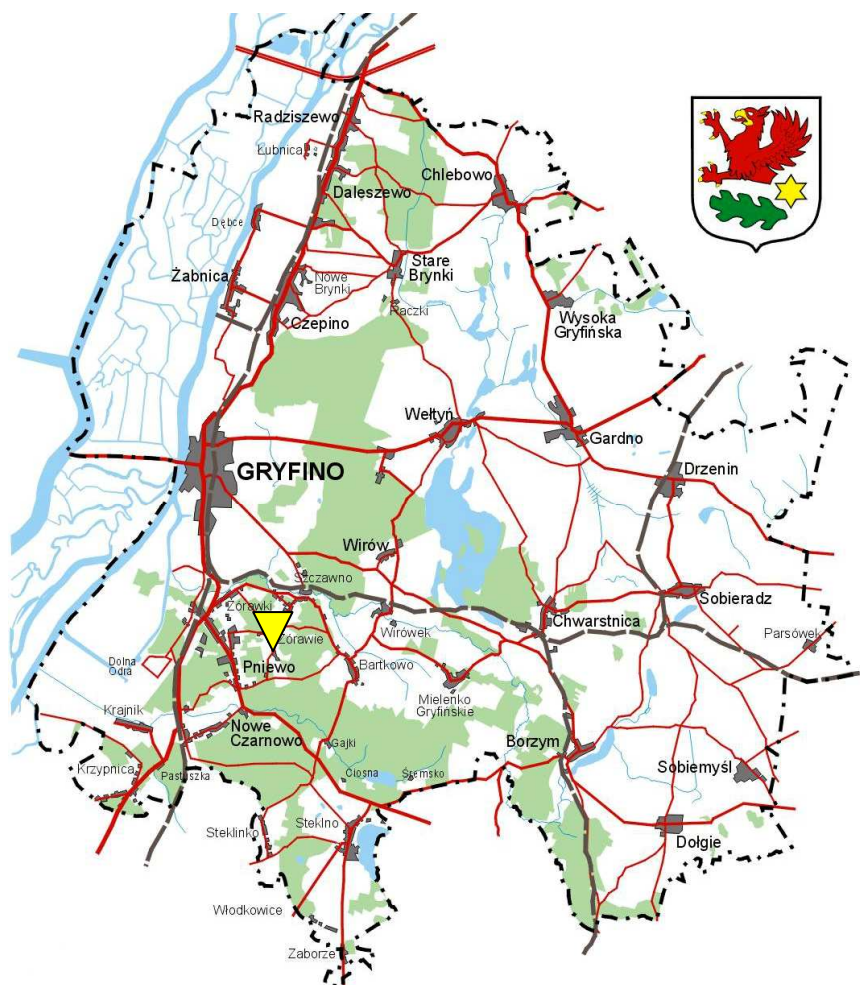 Radziszewo
Łubnica
Chlebowo
Daleszewo
Dębce
Stare
Brynki
Żabnica
Nowe
Brynki
Raczki
Wysoka
Gryfińska
Czepino
Wełtyń
Gardno
GRYFINO
Drzenin
Wirów
Szczawno
Żórawki
Sobieradz
Chwarstnica
Wirówek
Żórawie
Parsówek
Pniewo
Bartkowo
Dolna
Odra
Mielenko
Gryfińskie
Krajnik
Nowe
Czarnowo
Gajki
Borzym
Krzypnica
Pastuszka
Ciosna
Śremsko
Sobiemyśl
Steklinko
Steklno
Dołgie
Włodkowice
Zaborze